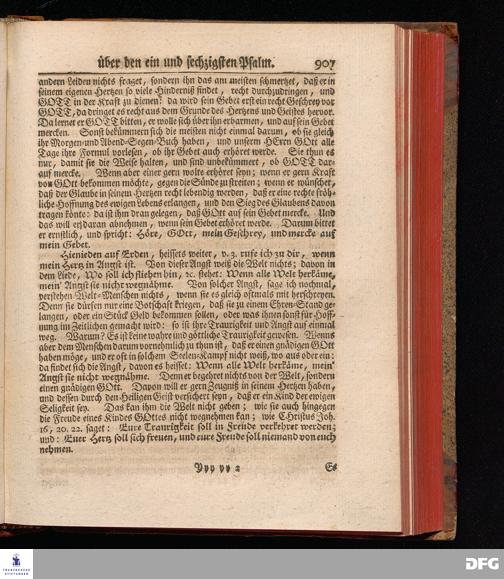 über den ein und sechzigsten Psalm. 907
andern Leiden nichts fraget, sondern ihn das am meisten schmertzet, daß er in
seinem eigenen Hertzen so viele Hinderniß findet, recht durchzudringen, und
GOTT in der Kraft zu dienen? da wird sein Gebet erst ein recht Geschrey vor
GOTT, da dringet es recht aus dem Grunde des Hertzens und Geistes hervor.
Da lernet er GOTT bitten, er wolle sich über ihn erbarmen, und auf sein Gebet
mercken. Sonst bekümmern sich die meisten nicht einmal darum, ob sie gleich
ihr Morgen- und Abend-Segen-Buch haben, und unserm HErrn GOtt alle
Tage ihre Formul vorlesen, ob ihr Gebet auch erhöret werde. Sie thun es
nur, damit sie die Weise halten, und sind unbekümmert, ob GOTT dar-
auf mercke. Wenn aber einer gern wolte erhöret seyn; wenn er gern Kraft
von GOtt bekommen möchte, gegen die Sünde zu streiten; wenn er wünschet,
daß der Glaube in seinem Hertzen recht lebendig werden, daß er eine rechte fröh-
liche Hoffnung des ewigen Lebens erlangen, und den Sieg des Glaubens davon
tragen könte: da ist ihm dran gelegen, daß GOtt auf sein Gebet mercke. Und
das will er daran abnehmen, wenn sein Gebet erhöret werde. Darum bittet
er ernstlich, und spricht: Höre, GOtt, mein Geschrey, und mercke auf
mein Gebet.
Hienieden auf Erden, heissets weiter, v. 3. rufe ich zu dir, wenn
mein Hertz in Angst ist. Von dieser Angst weiß die Welt nichts; davon in
dem Liede, Wo soll ich fliehen hin, ꝛc. stehet: Wenn alle Welt herkäme,
mein' Angst sie nicht wegnähme. Von solcher Angst, sage ich nochmal,
verstehen Welt-Menschen nichts, wenn sie es gleich oftmals mit herschreyen.
Denn sie dürfen nur eine Botschaft kriegen, daß sie zu einem Ehren-Stand ge-
langen, oder ein Stück Geld bekommen sollen, oder was ihnen sonst für Hoff-
nung im Zeitlichen gemacht wird: so ist ihre Traurigkeit und Angst auf einmal
weg. Warum? Es ist keine wahre und göttliche Traurigkeit gewesen. Wenns
aber dem Menschen darum vornehmlich zu thun ist, daß er einen gnädigen GOtt
haben möge, und er oft in solchem Seelen-Kampf nicht weiß, wo aus oder ein:
da findet sich die Angst, davon es heisset: Wenn alle Welt herkäme, mein'
Angst sie nicht wegnähme. Denn er begehret nichts von der Welt, sondern
einen gnädigen GOtt. Davon will er gern Zeugniß in seinem Hertzen haben,
und dessen durch den Heiligen Geist versichert seyn, daß er ein Kind der ewigen
Seligkeit sey. Das kan ihm die Welt nicht geben; wie sie auch hingegen
die Freude eines Kindes GOttes nicht wegnehmen kan; wie Christus Joh.
16, 20. 22. saget: Eure Traurigkeit soll in Freude verkehret werden;
und: Euer Hertz soll sich freuen, und eure Freude soll niemand von euch
nehmen.
Yyy yy 2 Es
FRANCKESCHE STIFTUNGEN
DFG